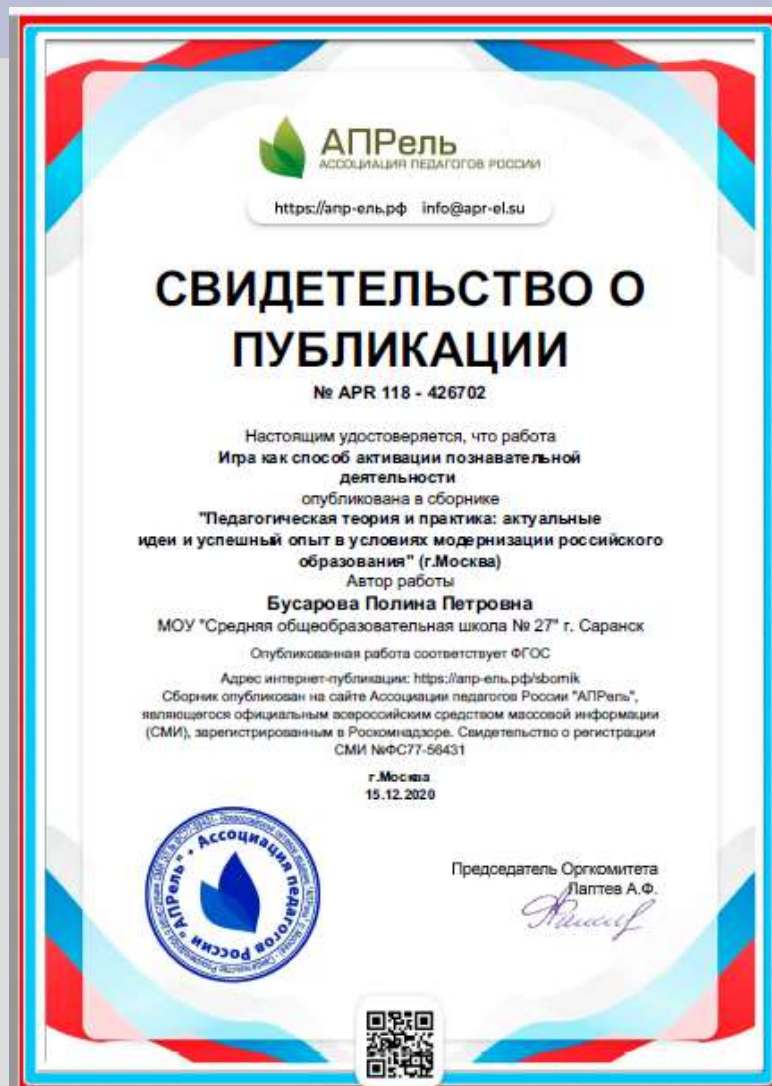 АПРель
АССОЦИАЦИЯ ПЕДАГОГОВ РОССИИ
https://апр-ель.рф info@apr-el.su
СВИДЕТЕЛЬСТВО О
ПУБЛИКАЦИИ
№ APR 118 - 426702
Настоящим удостоверяется, что работа
Игра как способ активации познавательной
деятельности
опубликована в сборнике
"Педагогическая теория и практика: актуальные
идеи и успешный опыт в условиях модернизации российского
образования" (г.Москва)
Автор работы
Бусарова Полина Петровна
МОУ "Средняя общеобразовательная школа № 27" г. Саранск
Опубликованная работа соответствует ФГОС
Адрес интернет-публикации: https://апр-ель.рф/sbornik
Сборник опубликован на сайте Ассоциации педагогов России "АПРель",
являющегося официальным всероссийским средством массовой информации
(СМИ), зарегистрированным в Роскомнадзоре. Свидетельство о регистрации
СМИ №ФС77-56431
г.Москва
15.12.2020
Председатель Оргкомитета
Лаптев А.Ф.
Ассоциация педагогов России "АПРель"